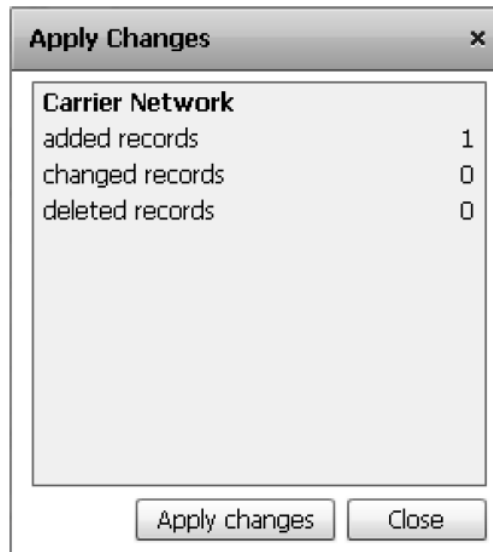 Apply Changes ×
Carrier Network
added records 1
changed records 0
deleted records 0
Apply changes Close